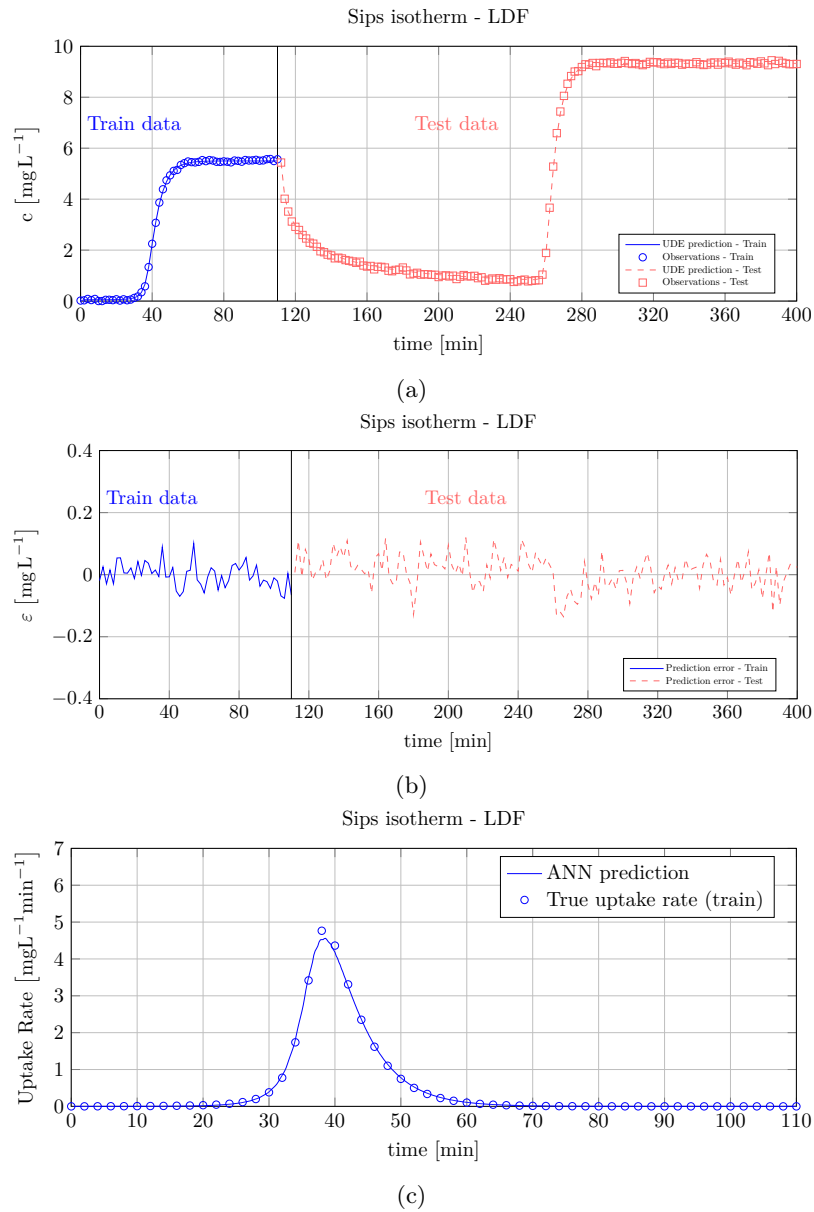 Sips isotherm - LDF
10
8
6
4
2
0
c [mg L⁻¹]
Train data
Test data
UDE prediction - Train
Observations - Train
UDE prediction - Test
Observations - Test
0 40 80 120 160 200 240 280 320 360 400
time [min]
(a)
Sips isotherm - LDF
0.4
0.2
0
−0.2
−0.4
ε [mg L⁻¹]
Train data
Test data
Prediction error - Train
Prediction error - Test
0 40 80 120 160 200 240 280 320 360 400
time [min]
(b)
Sips isotherm - LDF
7
6
5
4
3
2
1
0
Uptake Rate [mgL⁻¹min⁻¹]
ANN prediction
True uptake rate (train)
0 10 20 30 40 50 60 70 80 90 100 110
time [min]
(c)